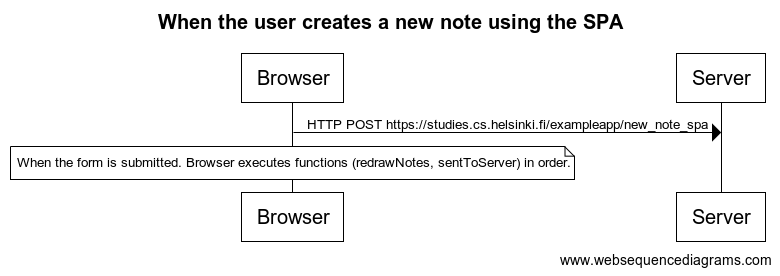 When the user creates a new note using the SPA
Browser Server
HTTP POST https://studies.cs.helsinki.fi/exampleapp/new_note_spa
When the form is submitted. Browser executes functions (redrawNotes, sentToServer) in order.
Browser Server
www.websequencediagrams.com